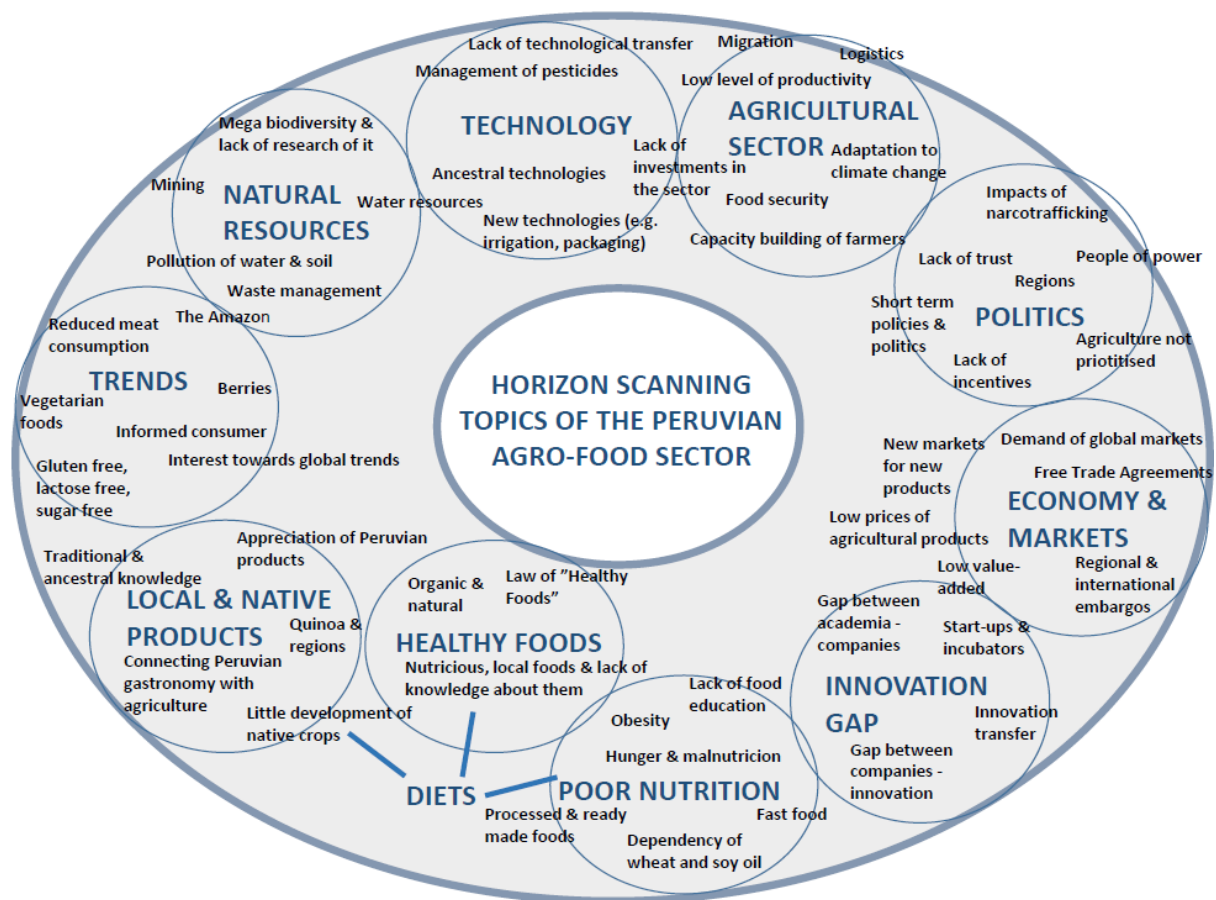 Lack of technological transfer
Management of pesticides
TECHNOLOGY
Ancestral technologies
Lack of
investments in
the sector
New technologies (e.g.
irrigation, packaging)
Migration
Logistics
Low level of productivity
AGRICULTURAL
SECTOR
Adaptation to
climate change
Food security
Capacity building of farmers
Mega biodiversity &
lack of research of it
Mining
NATURAL
RESOURCES
Water resources
Pollution of water & soil
Waste management
The Amazon
Impacts of
narcotrafficking
Lack of trust
People of power
Regions
Short term
policies &
politics
POLITICS
Agriculture not
priotitised
Lack of
incentives
Reduced meat
consumption
TRENDS
Berries
Vegetarian
foods
Informed consumer
Interest towards global trends
Gluten free,
lactose free,
sugar free
HORIZON SCANNING
TOPICS OF THE PERUVIAN
AGRO-FOOD SECTOR
New markets
for new
products
Demand of global markets
Free Trade Agreements
ECONOMY &
MARKETS
Low prices of
agricultural products
Low value-
added
Regional &
international
embargos
Traditional &
ancestral knowledge
Appreciation of Peruvian
products
LOCAL & NATIVE
PRODUCTS
Quinoa &
regions
Connecting Peruvian
gastronomy with
agriculture
Little development of
native crops
Organic &
natural
Law of ”Healthy
Foods”
HEALTHY FOODS
Nutricious, local foods & lack of
knowledge about them
Gap between
academia -
companies
Start-ups &
incubators
INNOVATION
GAP
Innovation
transfer
Gap between
companies -
innovation
Lack of food
education
Obesity
Hunger & malnutricion
DIETS
POOR NUTRITION
Processed & ready
made foods
Fast food
Dependency of
wheat and soy oil